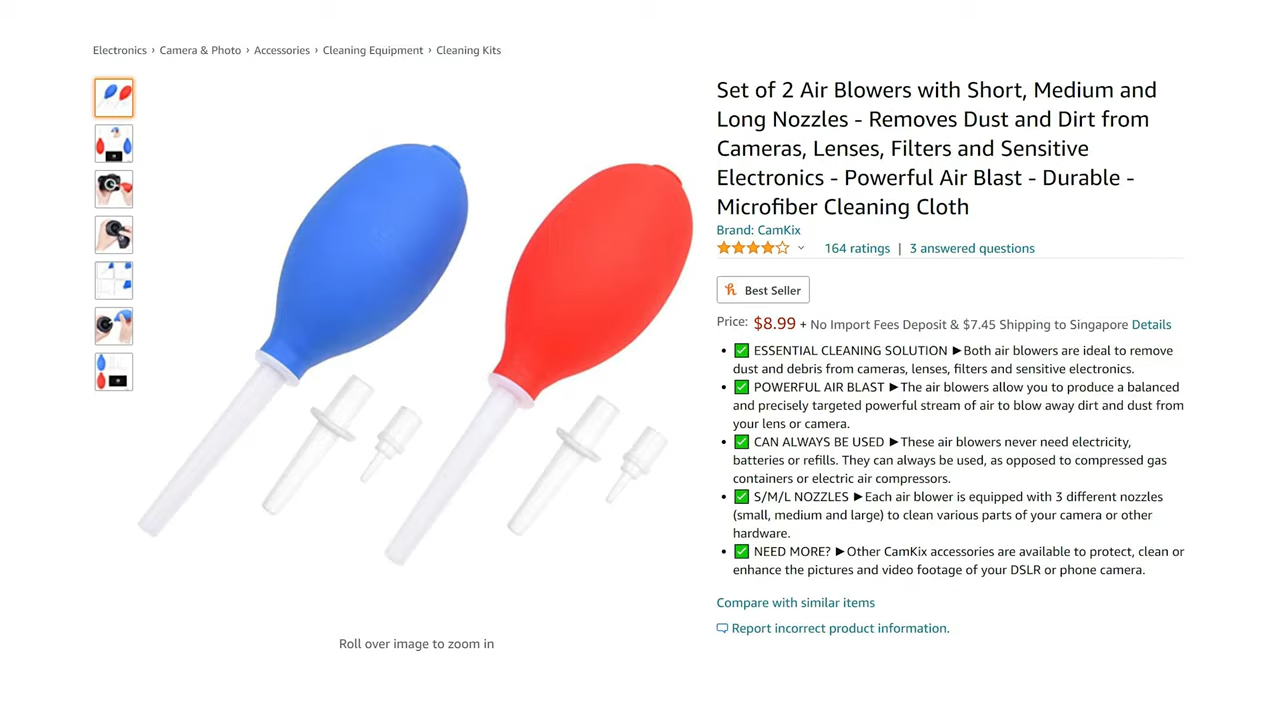 Electronics › Camera & Photo › Accessories › Cleaning Equipment › Cleaning Kits
Set of 2 Air Blowers with Short, Medium and
Long Nozzles - Removes Dust and Dirt from
Cameras, Lenses, Filters and Sensitive
Electronics - Powerful Air Blast - Durable -
Microfiber Cleaning Cloth
Brand: CamKix
164 ratings | 3 answered questions
Best Seller
Price: $8.99 + No Import Fees Deposit & $7.45 Shipping to Singapore Details
• ✅ ESSENTIAL CLEANING SOLUTION ►Both air blowers are ideal to remove
dust and debris from cameras, lenses, filters and sensitive electronics.
• ✅ POWERFUL AIR BLAST ►The air blowers allow you to produce a balanced
and precisely targeted powerful stream of air to blow away dirt and dust from
your lens or camera.
• ✅ CAN ALWAYS BE USED ►These air blowers never need electricity,
batteries or refills. They can always be used, as opposed to compressed gas
containers or electric air compressors.
• ✅ S/M/L NOZZLES ►Each air blower is equipped with 3 different nozzles
(small, medium and large) to clean various parts of your camera or other
hardware.
• ✅ NEED MORE? ►Other CamKix accessories are available to protect, clean or
enhance the pictures and video footage of your DSLR or phone camera.
Compare with similar items
Report incorrect product information.
Roll over image to zoom in